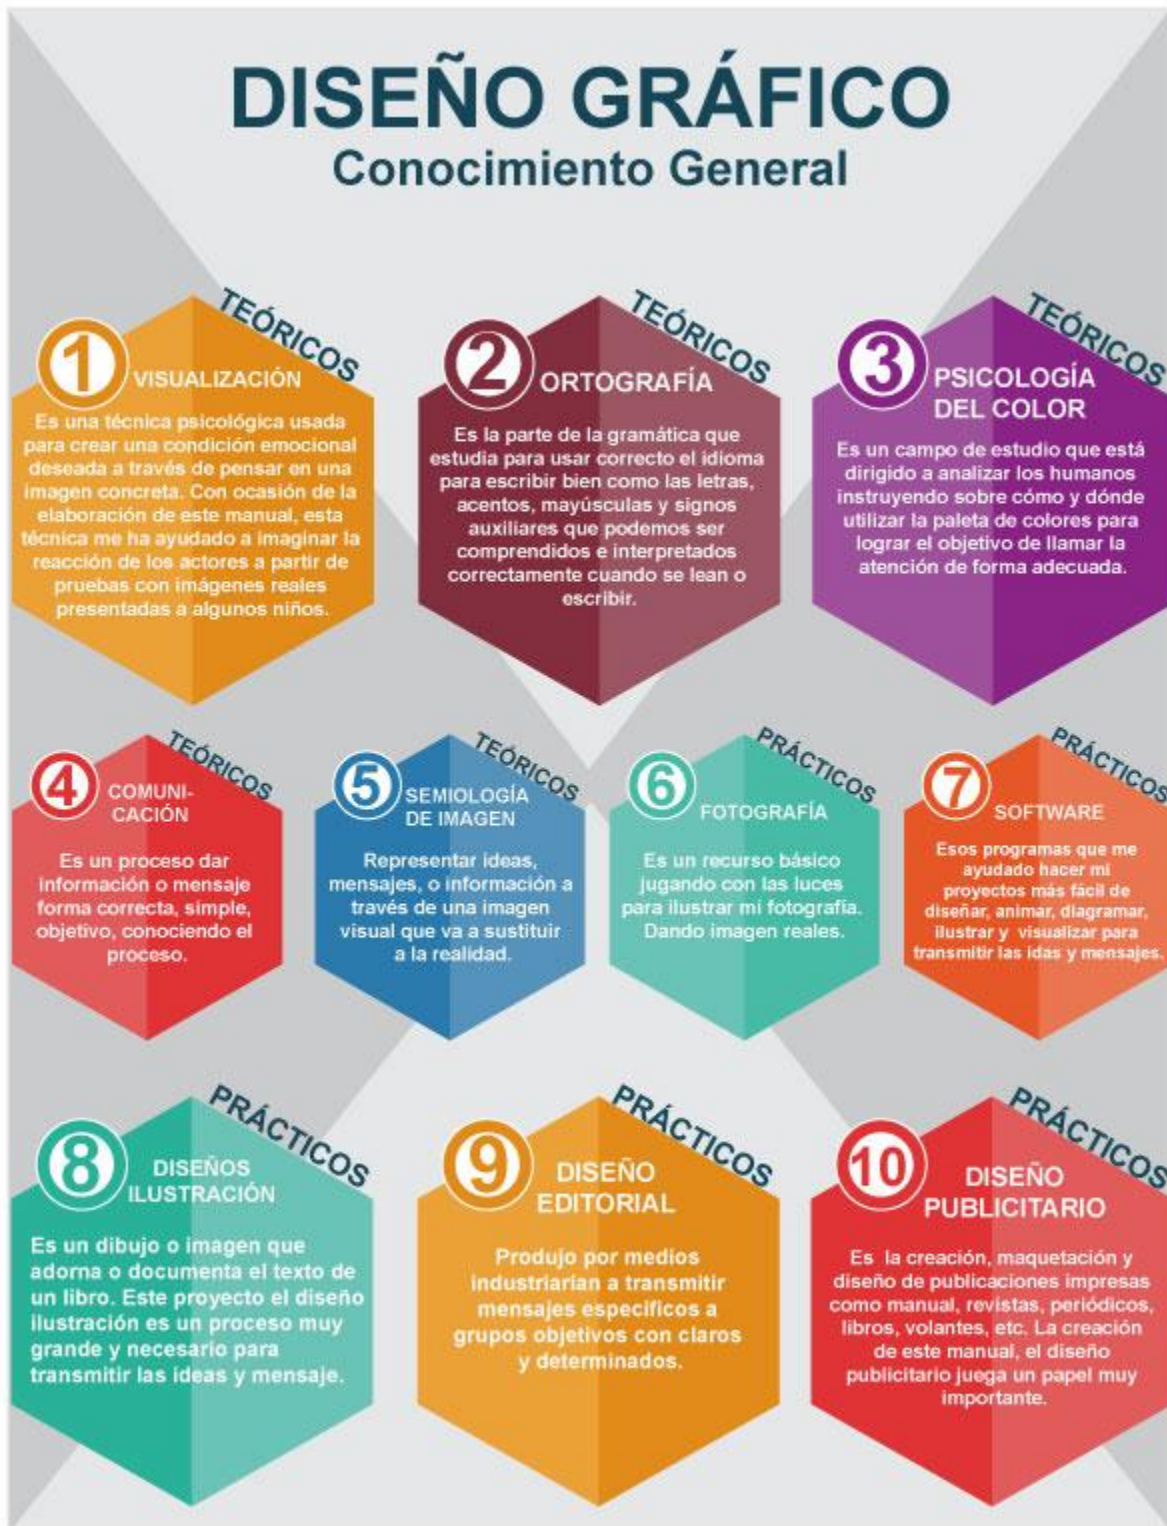 DISEÑO GRÁFICO
Conocimiento General
TEÓRICOS
1
VISUALIZACIÓN
Es una técnica psicológica usada
para crear una condición emocional
deseada a través de pensar en una
imagen concreta. Con ocasión de la
elaboración de este manual, esta
técnica me ha ayudado a imaginar la
reacción de los actores a partir de
pruebas con imágenes reales
presentadas a algunos niños.
TEÓRICOS
2
ORTOGRAFÍA
Es la parte de la gramática que
estudia para usar correcto el idioma
para escribir bien como las letras,
acentos, mayúsculas y signos
auxiliares que podemos ser
comprendidos e interpretados
correctamente cuando se lean o
escribir.
TEÓRICOS
3
PSICOLOGÍA
DEL COLOR
Es un campo de estudio que está
dirigido a analizar los humanos
instruyendo sobre cómo y dónde
utilizar la paleta de colores para
lograr el objetivo de llamar la
atención de forma adecuada.
TEÓRICOS
4
COMUNI-
CACIÓN
Es un proceso dar
información o mensaje
forma correcta, simple,
objetivo, conociendo el
proceso.
TEÓRICOS
5
SEMIOLOGÍA
DE IMAGEN
Representar ideas,
mensajes, o información a
través de una imagen
visual que va a sustituir
a la realidad.
PRÁCTICOS
6
FOTOGRAFÍA
Es un recurso básico
jugando con las luces
para ilustrar mi fotografía.
Dando imagen reales.
PRÁCTICOS
7
SOFTWARE
Esos programas que me
ayudado hacer mi
proyectos más fácil de
diseñar, animar, diagramar,
ilustrar y visualizar para
transmitir las idas y mensajes.
PRÁCTICOS
8
DISEÑOS
ILUSTRACIÓN
Es un dibujo o imagen que
adorna o documenta el texto de
un libro. Este proyecto el diseño
ilustración es un proceso muy
grande y necesario para
transmitir las ideas y mensaje.
PRÁCTICOS
9
DISEÑO
EDITORIAL
Produjo por medios
industriarían a transmitir
mensajes especificos a
grupos objetivos con claros
y determinados.
PRÁCTICOS
10
DISEÑO
PUBLICITARIO
Es la creación, maquetación y
diseño de publicaciones impresas
como manual, revistas, periódicos,
libros, volantes, etc. La creación
de este manual, el diseño
publicitario juega un papel muy
importante.